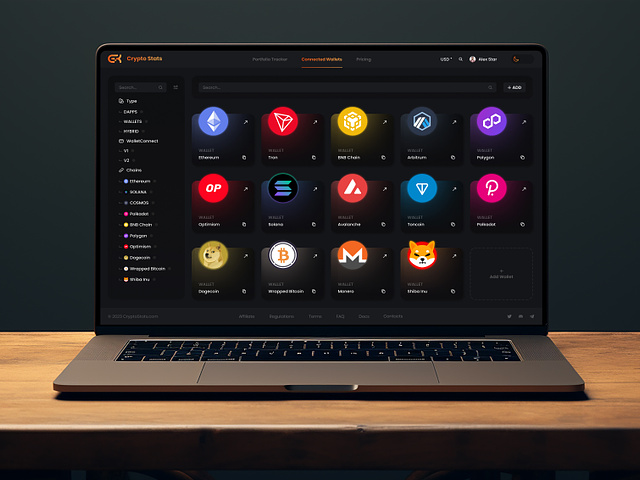 Crypto Stats
Portfolio Tracker
Connected Wallets
Pricing
USD
Alex Star
Search...
Type
DAPPS
WALLETS
HYBRID
WalletConnect
V1
V2
Chains
Ethereum
SOLANA
COSMOS
Polkadot
BNB Chain
Polygon
Optimism
Dogecoin
Wrapped Bitcoin
Shiba Inu
Search...
+ ADD
WALLET
Ethereum
WALLET
Tron
WALLET
BNB Chain
WALLET
Arbitrum
WALLET
Polygon
OP
WALLET
Optimism
WALLET
Solana
WALLET
Avalanche
WALLET
Toncoin
WALLET
Polkadot
WALLET
Dogecoin
WALLET
Wrapped Bitcoin
WALLET
Monero
WALLET
Shiba Inu
+
Add Wallet
© 2023 Cryptostats.com
Affiliate
Regulations
Terms
FAQ
Docs
Contacts